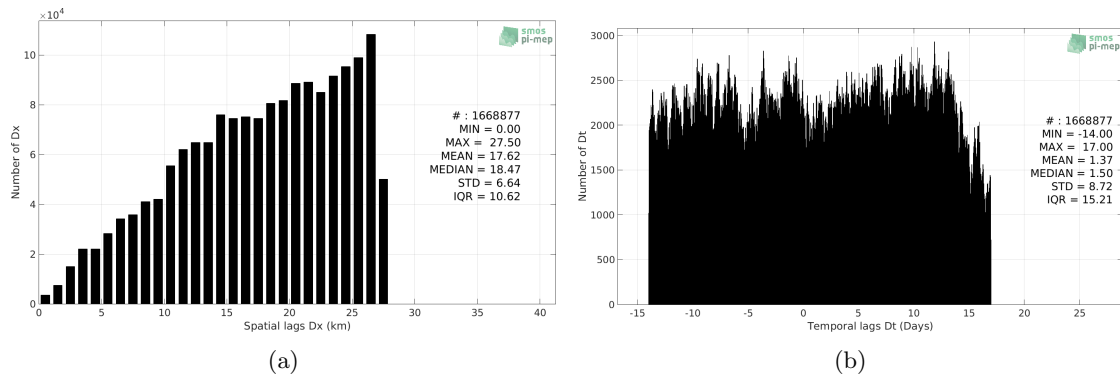 ×10⁴
smos
pi-mep
10
8
6
4
2
0
Number of Dx
# : 1668877
MIN = 0.00
MAX = 27.50
MEAN = 17.62
MEDIAN = 18.47
STD = 6.64
IQR = 10.62
0 5 10 15 20 25 30 35 40
Spatial lags Dx (km)
(a)
smos
pi-mep
3000
2500
2000
1500
1000
500
0
Number of Dt
# : 1668877
MIN = -14.00
MAX = 17.00
MEAN = 1.37
MEDIAN = 1.50
STD = 8.72
IQR = 15.21
-15 -10 -5 0 5 10 15 20 25
Temporal lags Dt (Days)
(b)